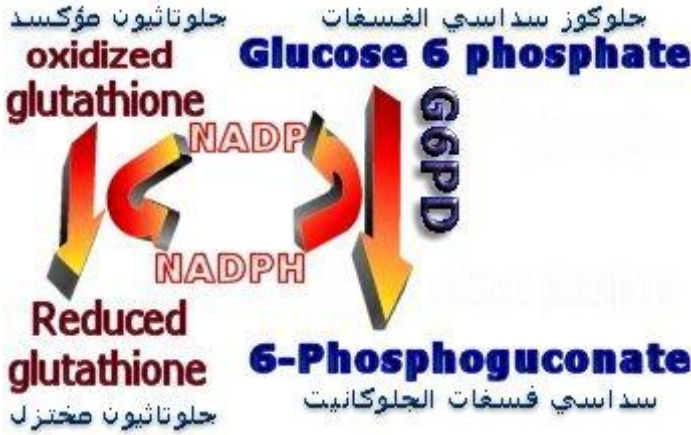 جلوتاثيون مؤكسد
oxidized
glutathione
جلوكوز سداسي الفسفات
Glucose 6 phosphate
NADP
G6PD
NADPH
Reduced
glutathione
جلوتاثيون مختزل
6-Phosphoguconate
سداسي فسفات الجلوكانيت